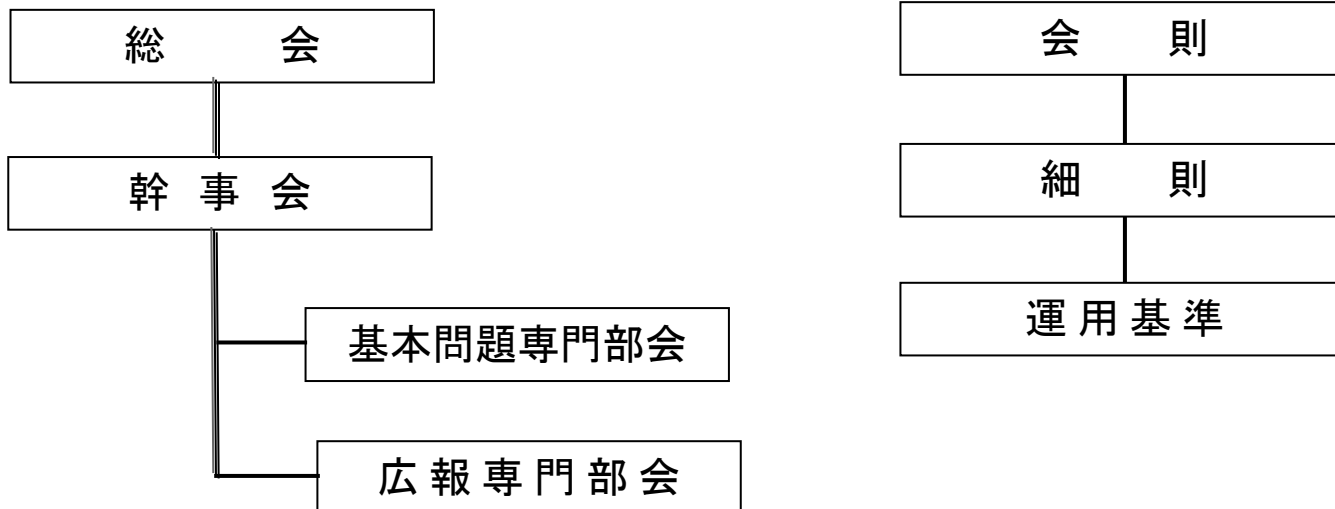 総　会
幹 事 会
基本問題専門部会
広 報 専 門 部 会
会　則
細　則
運 用 基 準